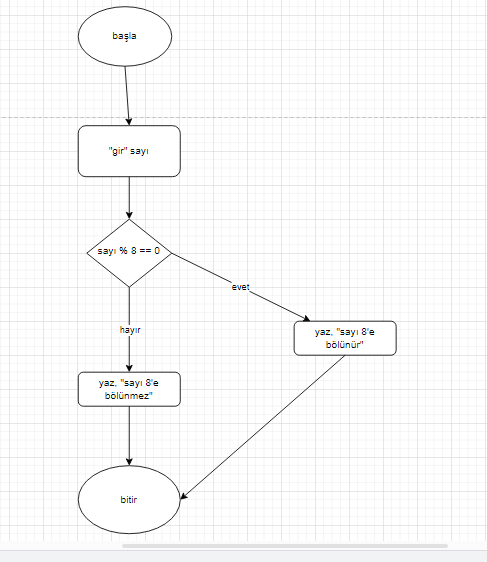 başla
"gir" sayı
sayı % 8 == 0
evet
hayır
yaz, "sayı 8'e
bölünür"
yaz, "sayı 8'e
bölünmez"
bitir